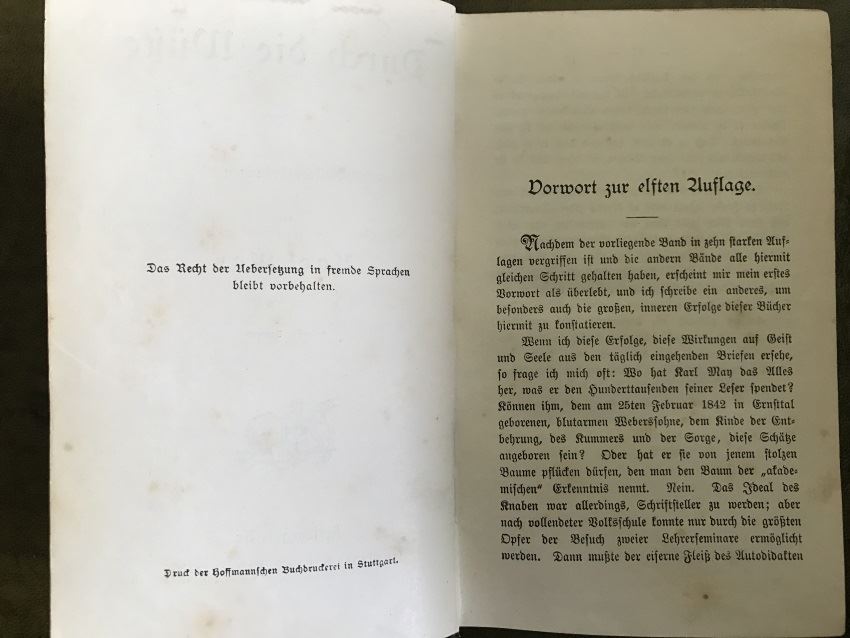 Das Recht der Uebersetzung in fremde Sprachen
bleibt vorbehalten.
Druck der Hoffmannschen Buchdruckerei in Stuttgart.
Vorwort zur elften Auflage.
Nachdem der vorliegende Band in zehn starken Auf-
lagen vergriffen ist und die andern Bände alle hiermit
gleichen Schritt gehalten haben, erscheint mir mein erstes
Vorwort als überlebt, und ich schreibe ein anderes, um
besonders auch die großen, inneren Erfolge dieser Bücher
hiermit zu konstatieren.
Wenn ich diese Erfolge, diese Wirkungen auf Geist
und Seele aus den täglich eingehenden Briefen ersehe,
so frage ich mich oft: Wo hat Karl May das Alles
her, was er den Hunderttausenden seiner Leser spendet?
Können ihm, dem am 25ten Februar 1842 in Ernsttal
geborenen, blutarmen Weberssohne, dem Kinde der Ent-
behrung, des Kummers und der Sorge, diese Schätze
angeboren sein? Oder hat er sie von jenem stolzen
Baume pflücken dürfen, den man den Baum der „akade-
mischen“ Erkenntnis nennt. Nein. Das Ideal des
Knaben war allerdings, Schriftsteller zu werden; aber
nach vollendeter Volksschule konnte nur durch die größten
Opfer der Besuch zweier Lehrerseminare ermöglicht
werden. Dann mußte der eiserne Fleiß des Autodidakten